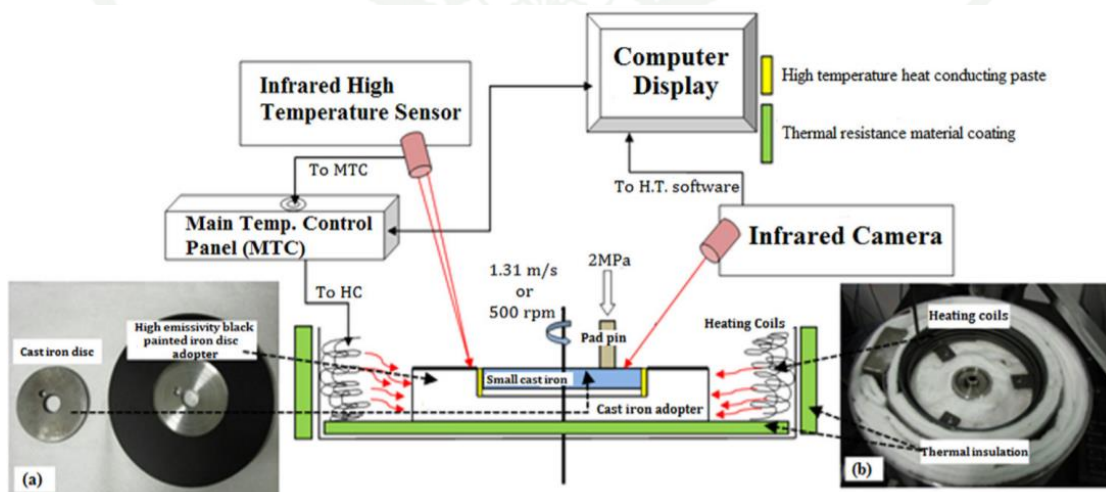 Infrared High
Temperature Sensor
Computer
Display
High temperature heat conducting paste
Thermal resistance material coating
To MTC
To H.T. software
Main Temp. Control
Panel (MTC)
Infrared Camera
2MPa
1.31 m/s
or
500 rpm
To HC
Heating Coils
Pad pin
High emissivity black
painted iron disc
adopter
Cast iron disc
Small cast iron
Cast iron adopter
Heating coils
Thermal insulation
(a)
(b)